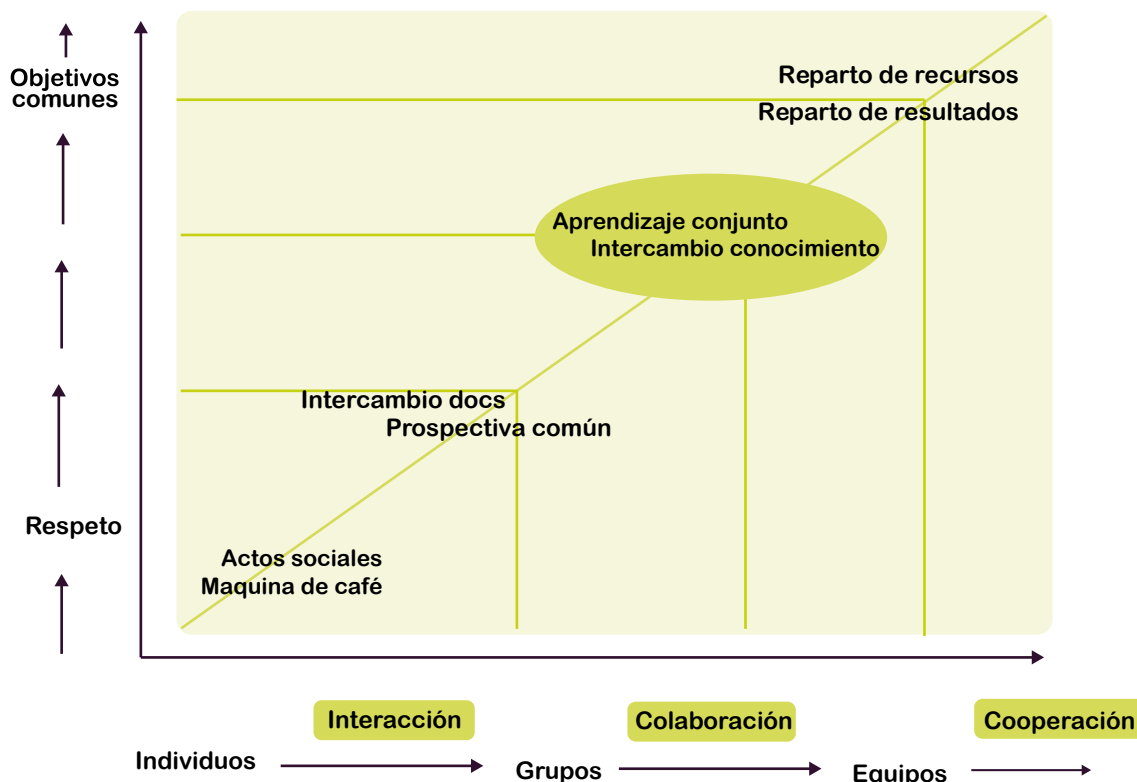 Objetivos
comunes
Reparto de recursos
Reparto de resultados
Aprendizaje conjunto
Intercambio conocimiento
Intercambio docs
Prospectiva común
Respeto
Actos sociales
Maquina de café
Interacción
Colaboración
Cooperación
Individuos
Grupos
Equipos